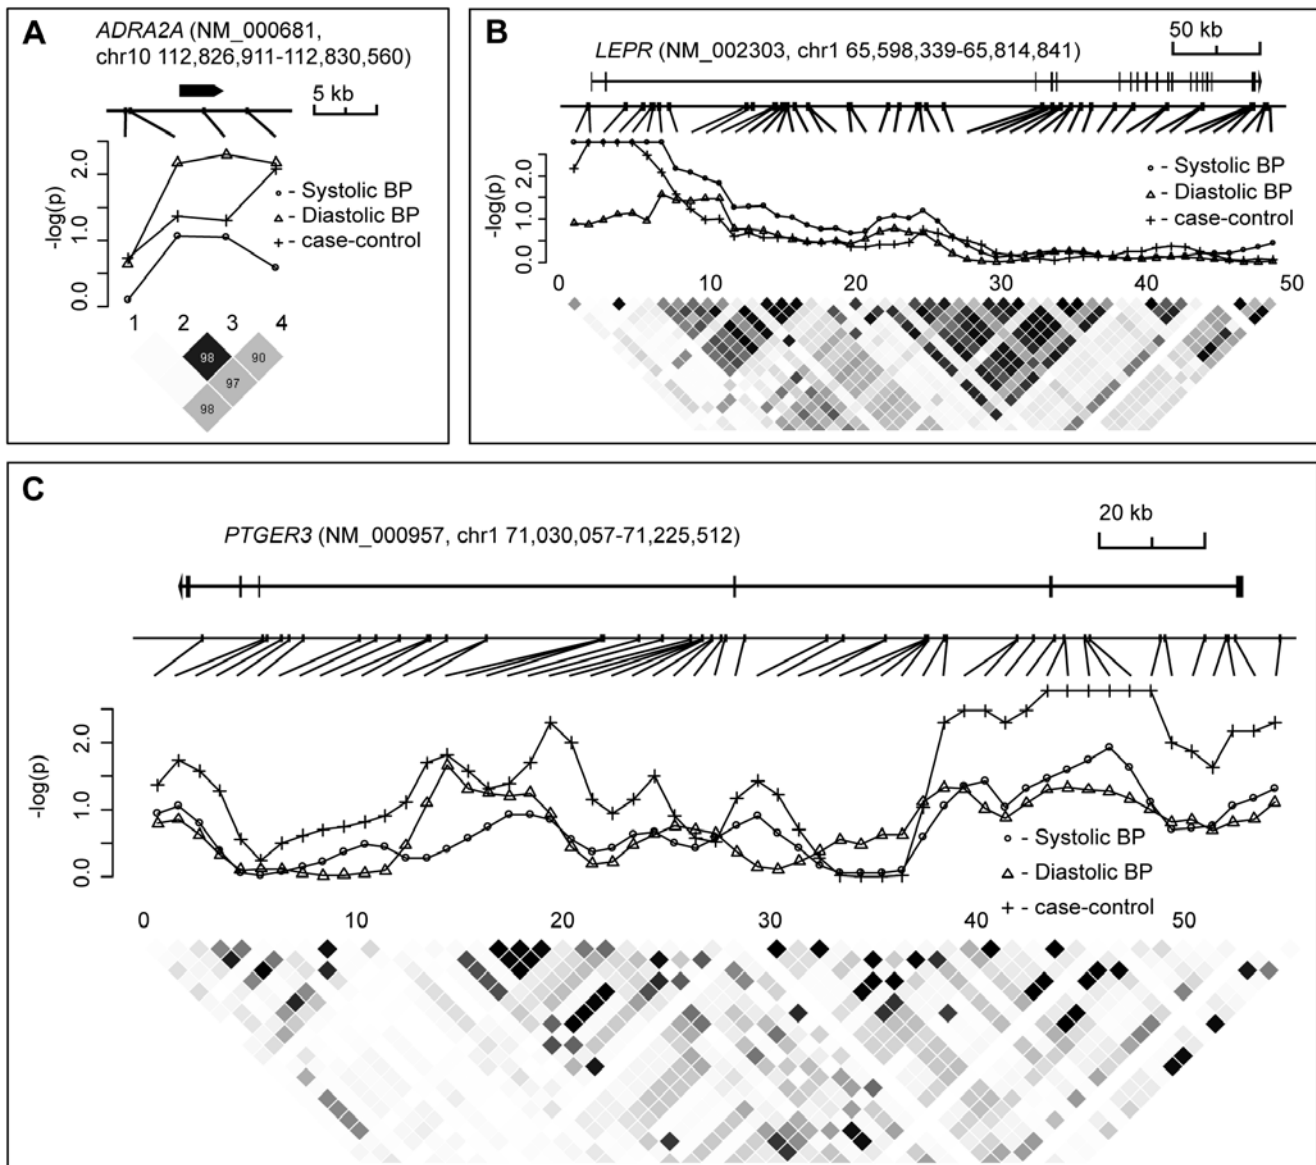 A
ADRA2A (NM_000681,
chr10 112,826,911-112,830,560)
5 kb
-log(p)
2.0
1.0
0.0
- Systolic BP
- Diastolic BP
- case-control
1 2 3 4
98 90
97
98
B
LEPR (NM_002303, chr1 65,598,339-65,814,841)
50 kb
-log(p)
2.0
1.0
0.0
- Systolic BP
- Diastolic BP
- case-control
0 10 20 30 40 50
C
PTGER3 (NM_000957, chr1 71,030,057-71,225,512)
20 kb
-log(p)
2.0
1.0
0.0
- Systolic BP
- Diastolic BP
- case-control
0 10 20 30 40 50